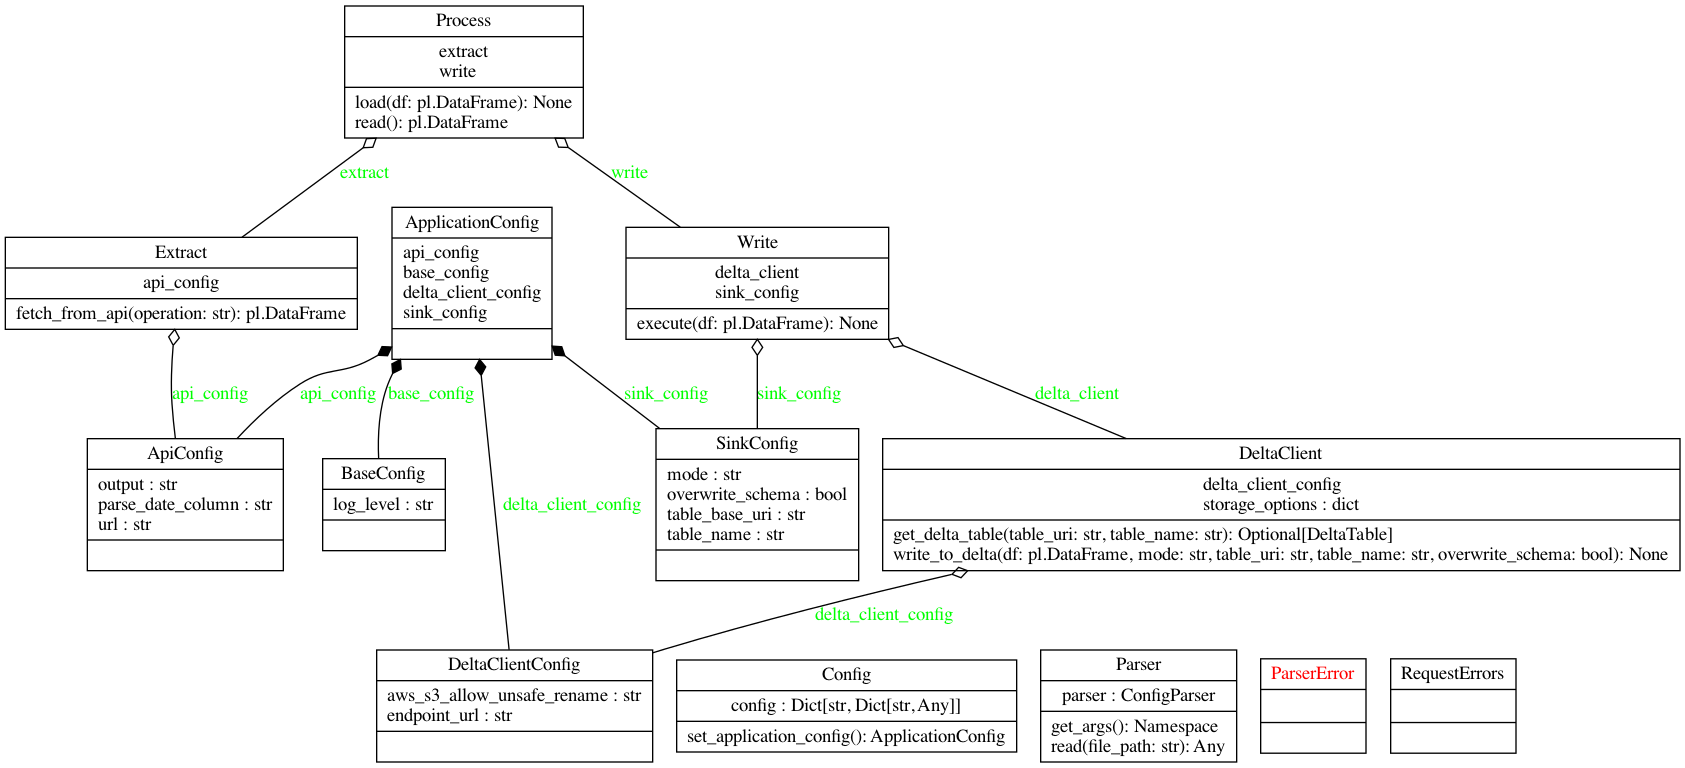 Process
extract
write
load(df: pl.DataFrame): None
read(): pl.DataFrame
extract
write
ApplicationConfig
api_config
base_config
delta_client_config
sink_config
Extract
api_config
fetch_from_api(operation: str): pl.DataFrame
Write
delta_client
sink_config
execute(df: pl.DataFrame): None
api_config
api_config
base_config
sink_config
sink_config
delta_client
delta_client_config
ApiConfig
output : str
parse_date_column : str
url : str
BaseConfig
log_level : str
SinkConfig
mode : str
overwrite_schema : bool
table_base_uri : str
table_name : str
DeltaClient
delta_client_config
storage_options : dict
get_delta_table(table_uri: str, table_name: str): Optional[DeltaTable]
write_to_delta(df: pl.DataFrame, mode: str, table_uri: str, table_name: str, overwrite_schema: bool): None
delta_client_config
DeltaClientConfig
aws_s3_allow_unsafe_rename : str
endpoint_url : str
Config
config : Dict[str, Dict[str, Any]]
set_application_config(): ApplicationConfig
Parser
parser : ConfigParser
get_args(): Namespace
read(file_path: str): Any
ParserError
RequestErrors